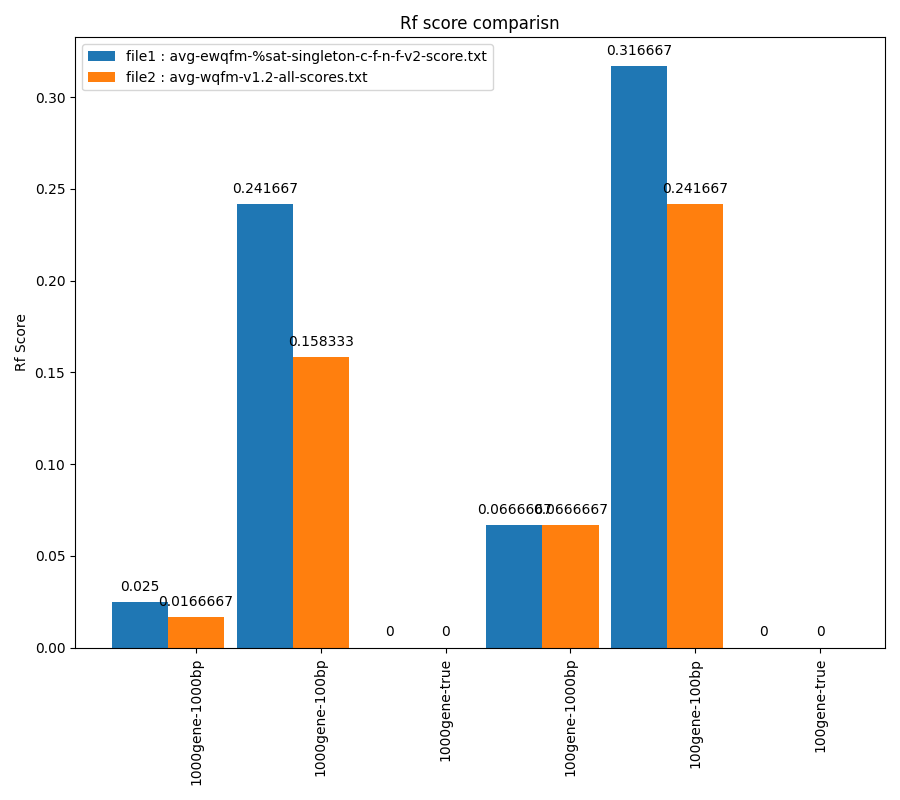 Rf score comparisn
file1 : avg-ewqfm-%sat-singleton-c-f-n-f-v2-score.txt
file2 : avg-wqfm-v1.2-all-scores.txt
Rf Score
0.30
0.25
0.20
0.15
0.10
0.05
0.00
0.025
0.0166667
0.241667
0.158333
0
0
0.0666667
0.0666667
0.316667
0.241667
0
0
1000gene-1000bp
1000gene-100bp
1000gene-true
100gene-1000bp
100gene-100bp
100gene-true